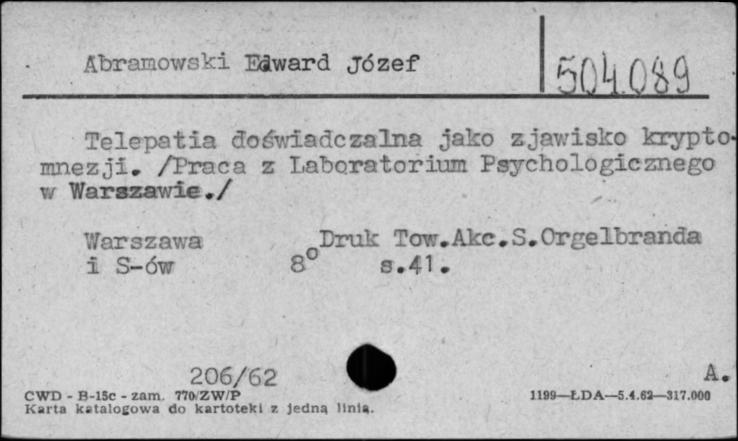 Abramowski Edward Józef
504.089
Telepatia doświadczalna jako zjawisko krypto-
mnezji. /Praca z Laboratorium Psychologicznego
w Warszawie./
Warszawa Druk Tow.Akc.S.Orgelbranda
i S-ów 8° s.41.
206/62 A.
CWD - B-15c - zam. 770/ZW/P 1199—ŁDA—5.4.62—317.000
Karta katalogowa do kartoteki z jedną linią.